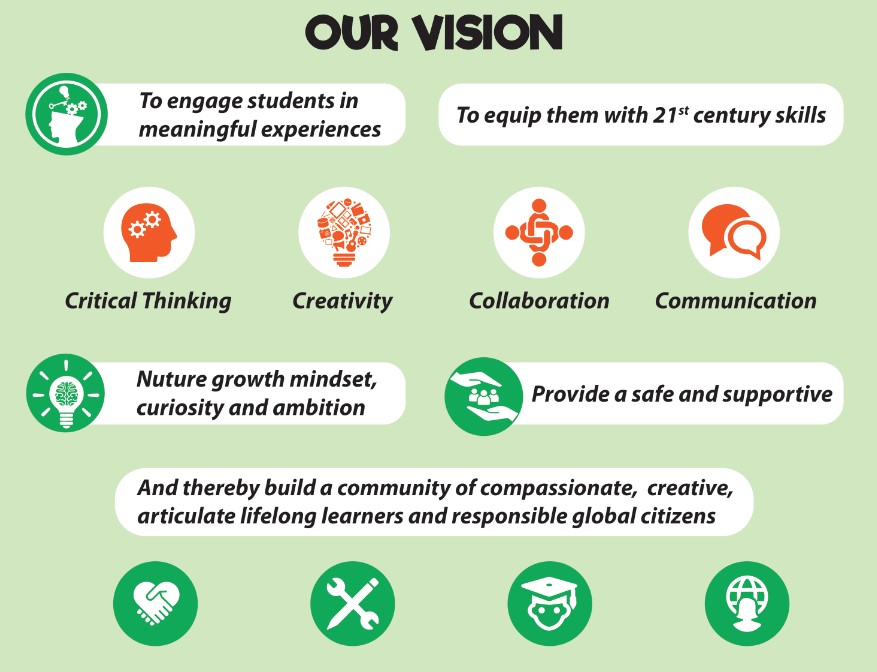 OUR VISION
To engage students in
meaningful experiences
To equip them with 21st century skills
Critical Thinking
Creativity
Collaboration
Communication
Nuture growth mindset,
curiosity and ambition
Provide a safe and supportive
And thereby build a community of compassionate, creative,
articulate lifelong learners and responsible global citizens